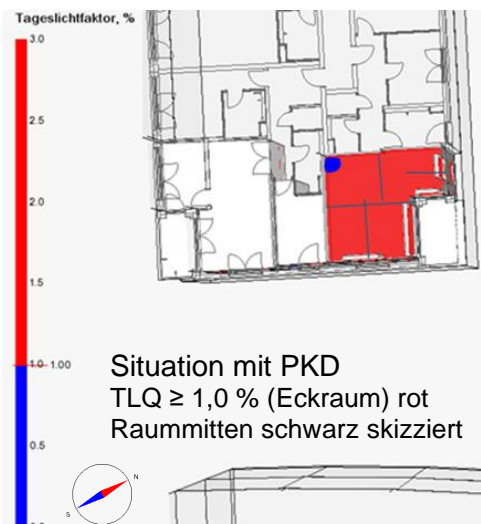 Tageslichtfaktor, %
3.0
2.5
2.0
1.5
1.0 1.00
0.5
Situation mit PKD
TLQ ≥ 1,0 % (Eckraum) rot
Raummitten schwarz skizziert
N
S